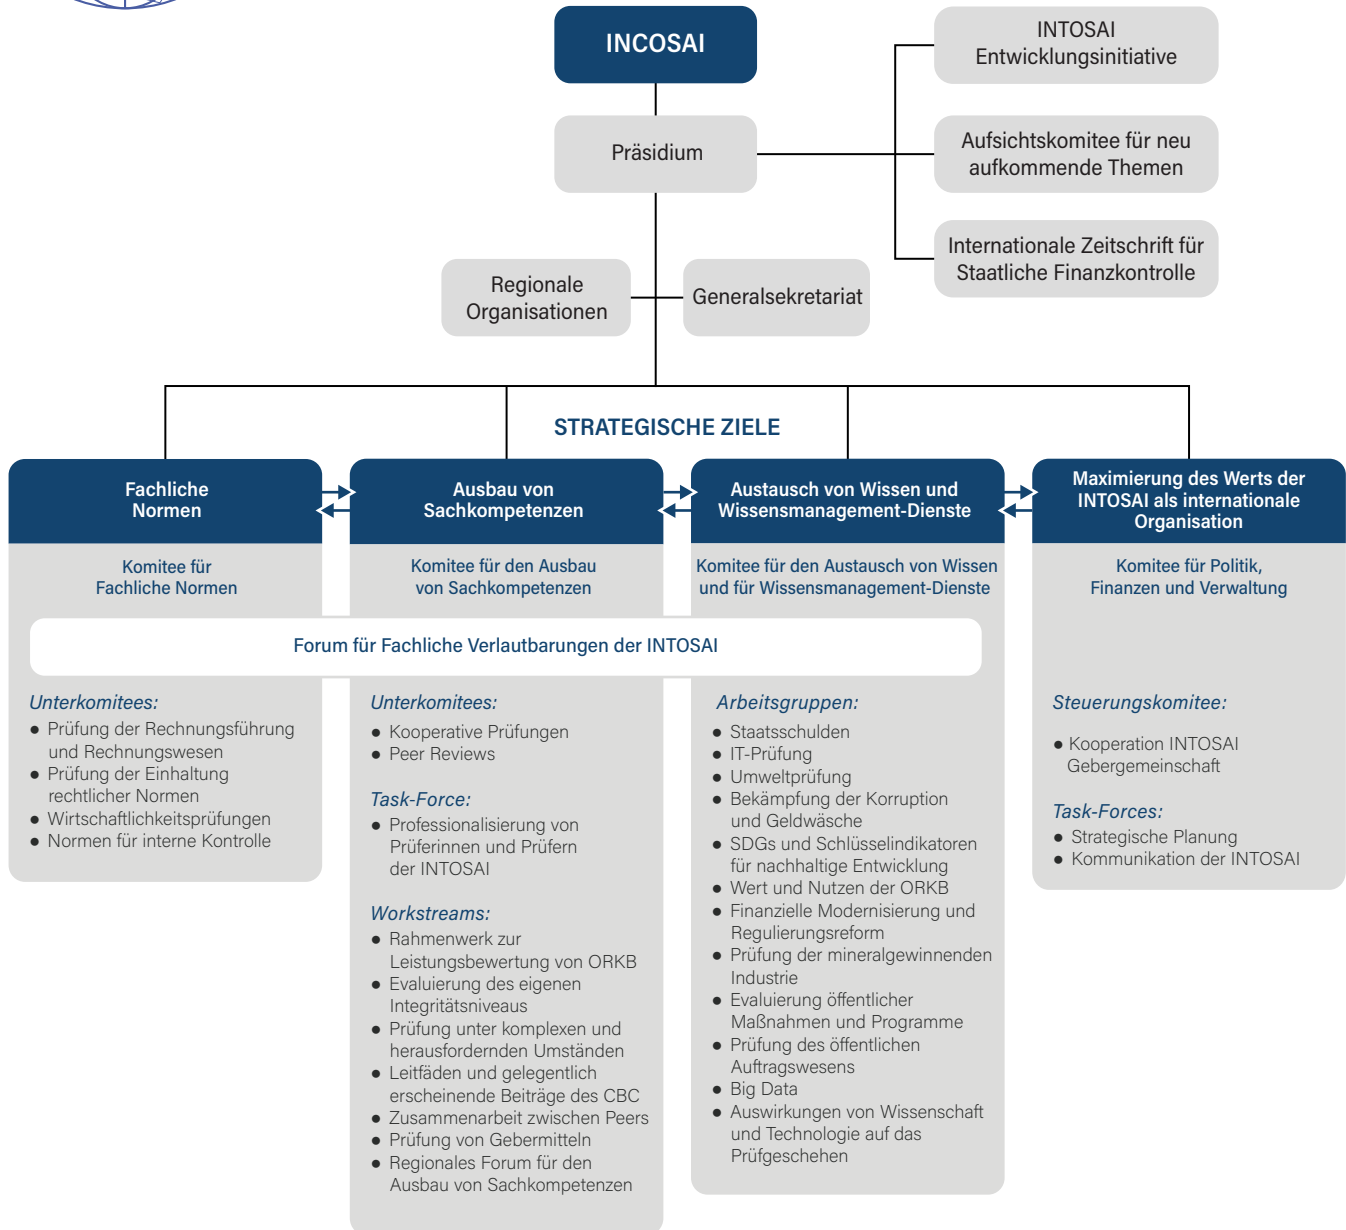 INCOSAI
INTOSAI
Entwicklungsinitiative
Präsidium
Aufsichtskomitee für neu
aufkommende Themen
Internationale Zeitschrift für
Staatliche Finanzkontrolle
Regionale
Organisationen
Generalsekretariat
STRATEGISCHE ZIELE
Fachliche
Normen
Komitee für
Fachliche Normen
Ausbau von
Sachkompetenzen
Komitee für den Ausbau
von Sachkompetenzen
Austausch von Wissen und
Wissensmanagement-Dienste
Komitee für den Austausch von Wissen
und für Wissensmanagement-Dienste
Maximierung des Werts der
INTOSAI als internationale
Organisation
Komitee für Politik,
Finanzen und Verwaltung
Forum für Fachliche Verlautbarungen der INTOSAI
Unterkomitees:
● Prüfung der Rechnungsführung
und Rechnungswesen
● Prüfung der Einhaltung
rechtlicher Normen
● Wirtschaftlichkeitsprüfungen
● Normen für interne Kontrolle
Unterkomitees:
● Kooperative Prüfungen
● Peer Reviews
Task-Force:
● Professionalisierung von
Prüferinnen und Prüfern
der INTOSAI
Workstreams:
● Rahmenwerk zur
Leistungsbewertung von ORKB
● Evaluierung des eigenen
Integritätsniveaus
● Prüfung unter komplexen und
herausfordernden Umständen
● Leitfäden und gelegentlich
erscheinende Beiträge des CBC
● Zusammenarbeit zwischen Peers
● Prüfung von Gebermitteln
● Regionales Forum für den
Ausbau von Sachkompetenzen
Arbeitsgruppen:
● Staatsschulden
● IT-Prüfung
● Umweltprüfung
● Bekämpfung der Korruption
und Geldwäsche
● SDGs und Schlüsselindikatoren
für nachhaltige Entwicklung
● Wert und Nutzen der ORKB
● Finanzielle Modernisierung und
Regulierungsreform
● Prüfung der mineralgewinnenden
Industrie
● Evaluierung öffentlicher
Maßnahmen und Programme
● Prüfung des öffentlichen
Auftragswesens
● Big Data
● Auswirkungen von Wissenschaft
und Technologie auf das
Prüfgeschehen
Steuerungskomitee:
● Kooperation INTOSAI
Gebergemeinschaft
Task-Forces:
● Strategische Planung
● Kommunikation der INTOSAI